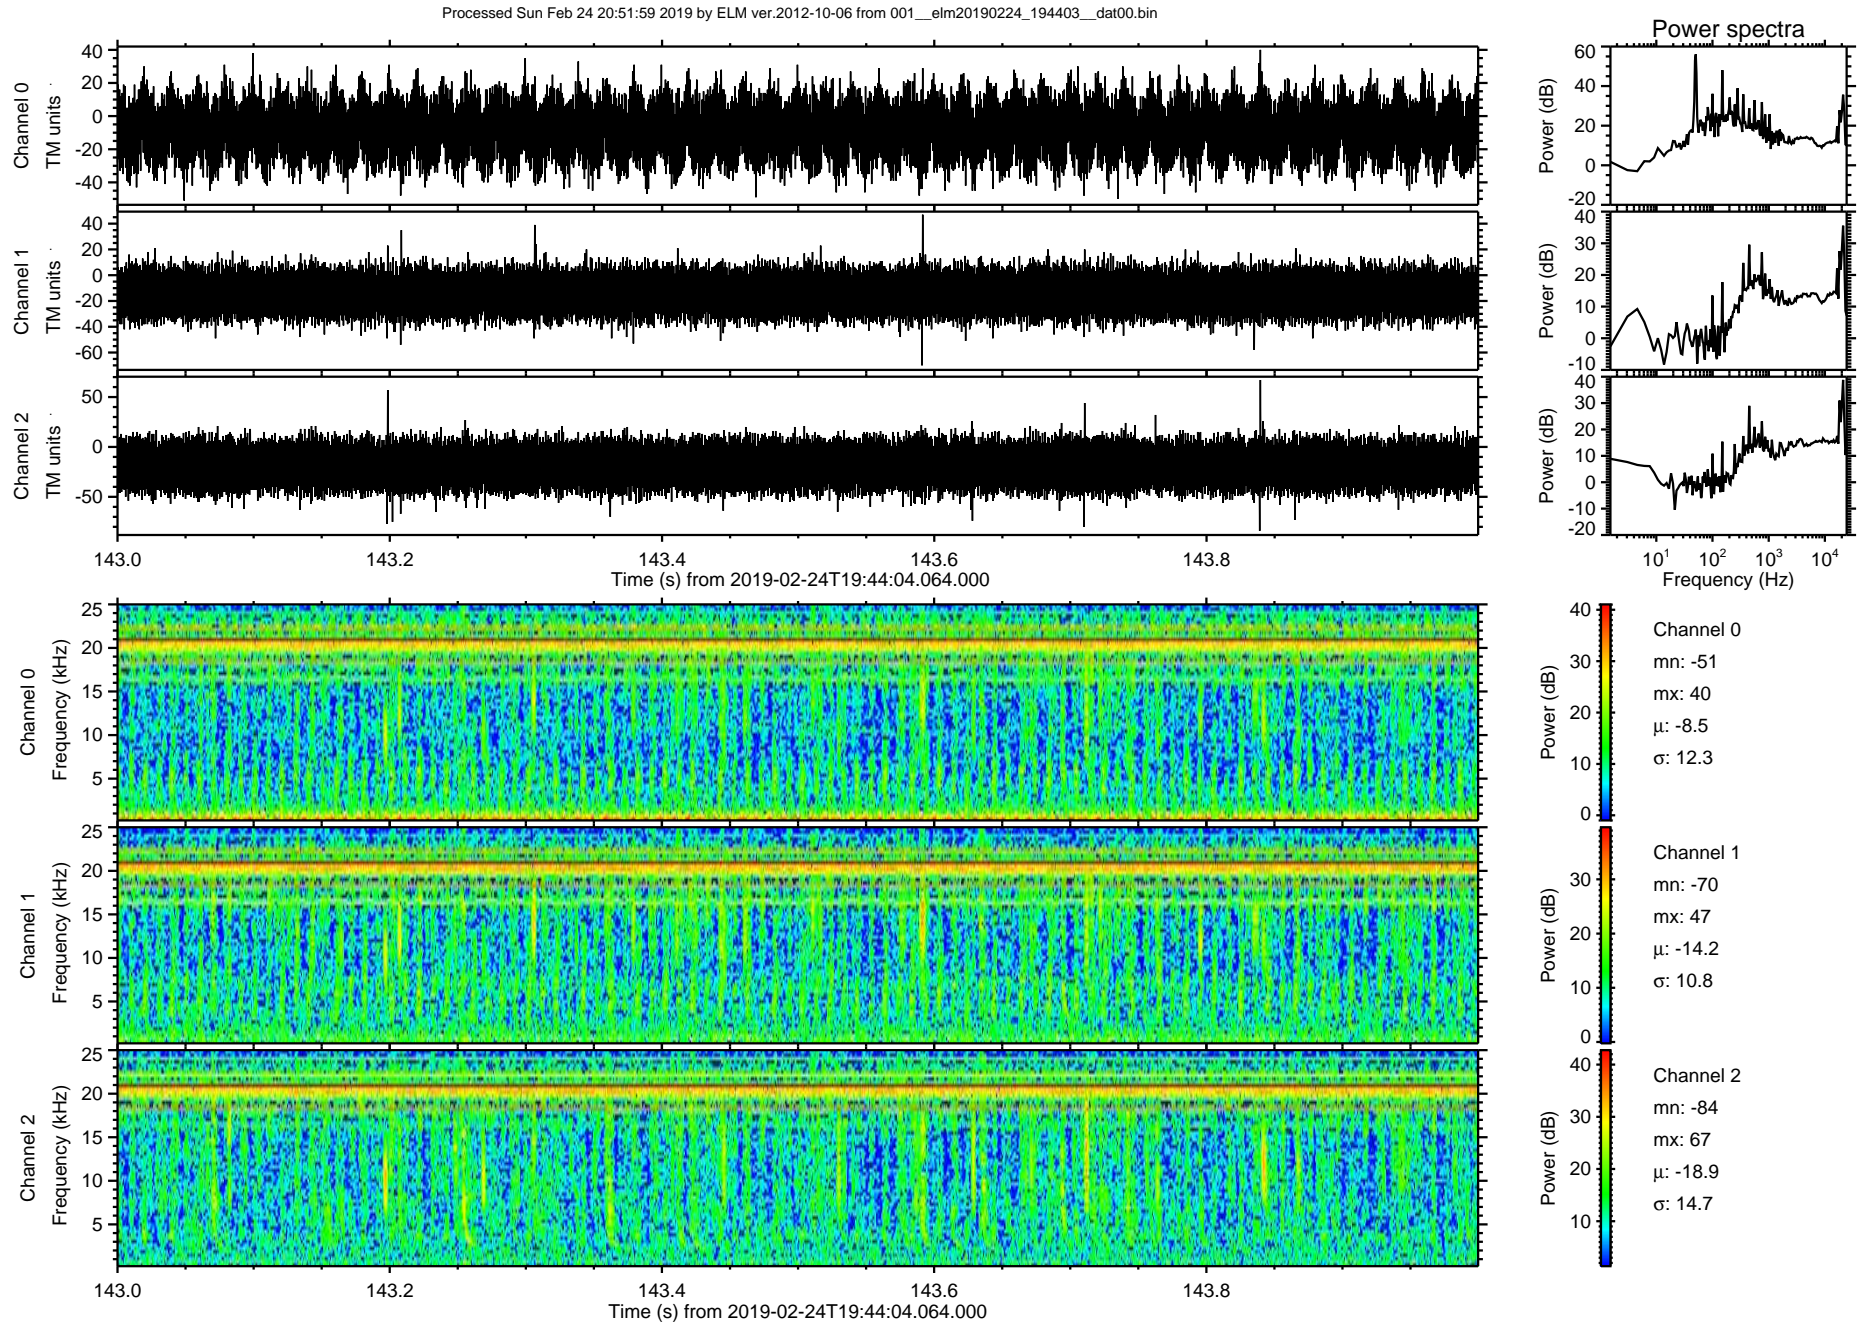 Processed Sun Feb 24 20:51:59 2019 by ELM ver.2012-10-06 from 001__elm20190224_194403__dat00.bin
Power spectra
Channel 0
TM units
40
20
0
-20
-40
Power (dB)
60
40
20
0
-20
Channel 1
TM units
40
20
0
-20
-40
-60
Power (dB)
40
30
20
10
0
-10
Channel 2
TM units
50
0
-50
Power (dB)
40
30
20
10
0
-10
-20
143.0
143.2
143.4
143.6
143.8
Time (s) from 2019-02-24T19:44:04.064.000
10^1
10^2
10^3
10^4
Frequency (Hz)
Channel 0
Frequency (kHz)
25
20
15
10
5
Power (dB)
40
30
20
10
0
Channel 0
mn: -51
mx: 40
μ: -8.5
σ: 12.3
Channel 1
Frequency (kHz)
25
20
15
10
5
Power (dB)
30
20
10
0
Channel 1
mn: -70
mx: 47
μ: -14.2
σ: 10.8
Channel 2
Frequency (kHz)
25
20
15
10
5
Power (dB)
40
30
20
10
Channel 2
mn: -84
mx: 67
μ: -18.9
σ: 14.7
143.0
143.2
143.4
143.6
143.8
Time (s) from 2019-02-24T19:44:04.064.000